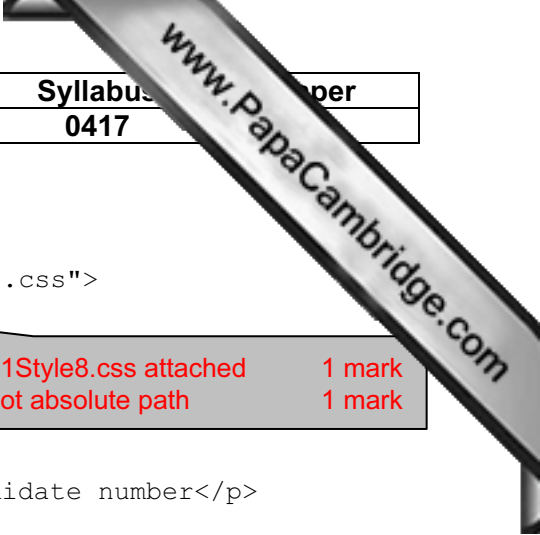 www.PapaCambridge.com
Syllabus per
0417
.css">
1Style8.css attached 1 mark
ot absolute path 1 mark
idate number</p>